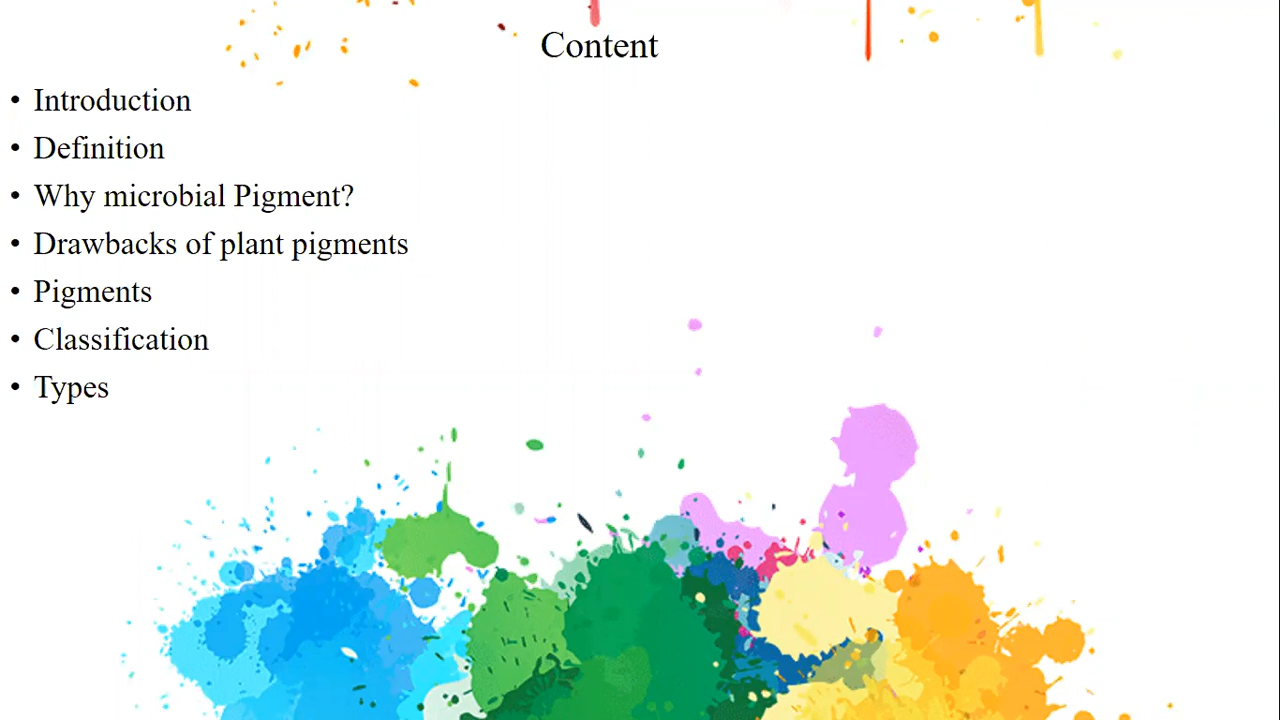 Content
• Introduction
• Definition
• Why microbial Pigment?
• Drawbacks of plant pigments
• Pigments
• Classification
• Types